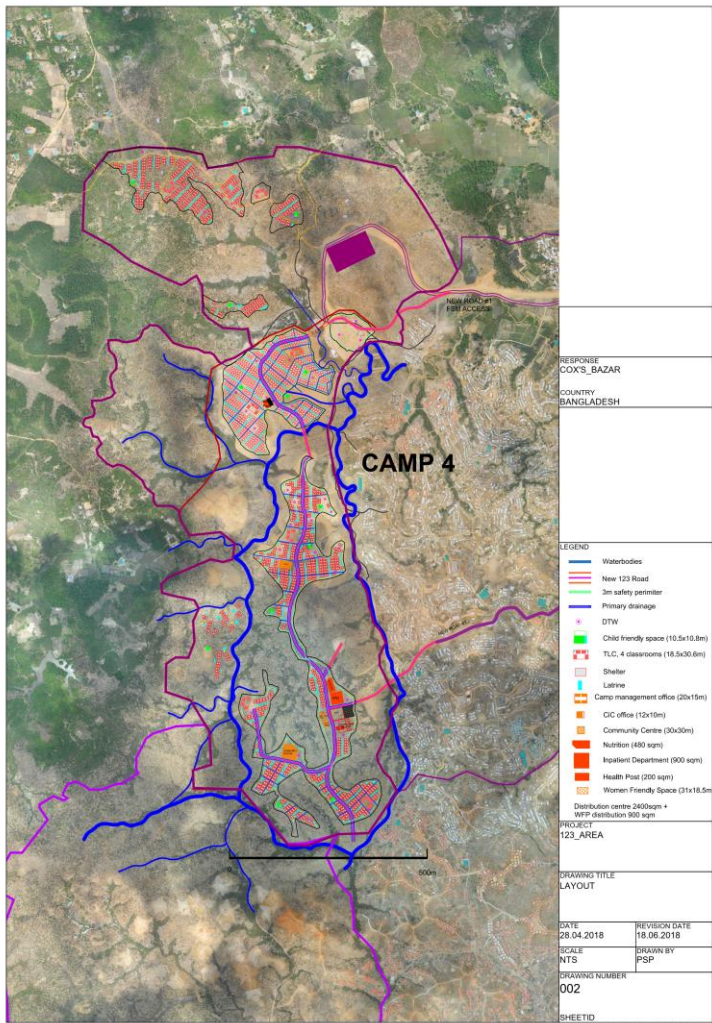 NEW ROAD #1
FSM ACCESS
CAMP 4
500m
RESPONSE
COX'S_BAZAR
COUNTRY
BANGLADESH
LEGEND
Waterbodies
New 123 Road
3m safety perimiter
Primary drainage
DTW
Child friendly space (10.5x10.8m)
TLC, 4 classrooms (18.5x30.6m)
Shelter
Latrine
Camp management office (20x15m)
CiC office (12x10m)
Community Centre (30x30m)
Nutrition (480 sqm)
Inpatient Department (900 sqm)
Health Post (200 sqm)
Women Friendly Space (31x18.5m
Distribution centre 2400sqm +
WFP distribution 900 sqm
PROJECT
123_AREA
DRAWING TITLE
LAYOUT
DATE
28.04.2018
REVISION DATE
18.06.2018
SCALE
NTS
DRAWN BY
PSP
DRAWING NUMBER
002
SHEETID